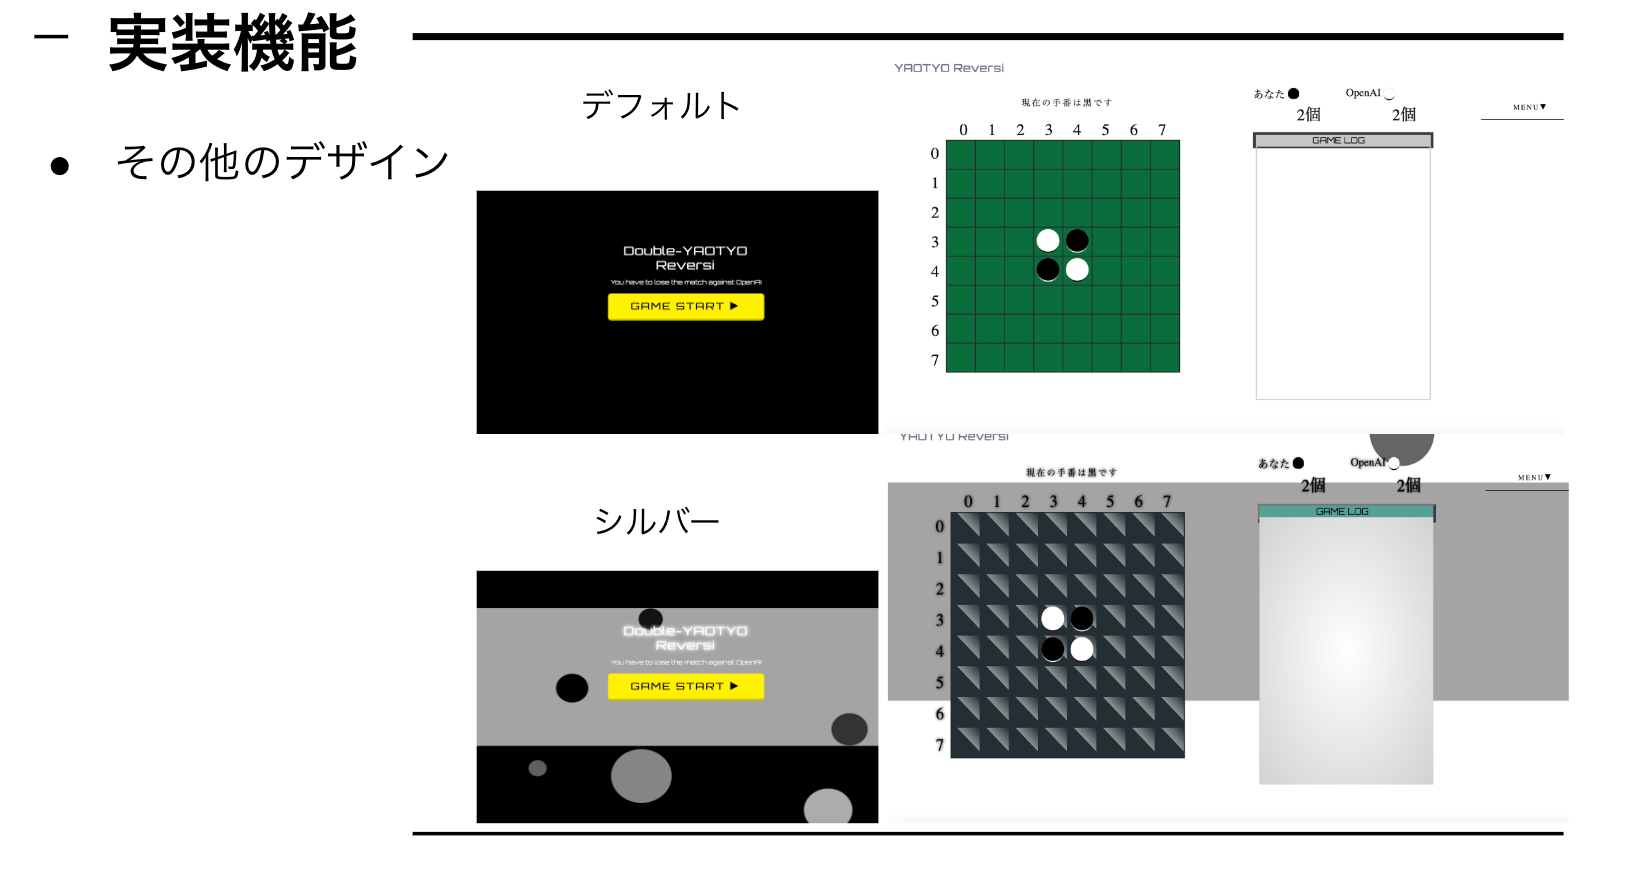 − 実装機能
● その他のデザイン
デフォルト
Double-YAOTYO
Reversi
You have to lose the match against OpenAI
GAME START ▶
YAOTYO Reversi
現在の手番は黒です
0 1 2 3 4 5 6 7
0
1
2
3
4
5
6
7
あなた OpenAI
2個 2個
MENU▼
GAME LOG
シルバー
Double-YAOTYO
Reversi
You have to lose the match against OpenAI
GAME START ▶
YAOTYO Reversi
現在の手番は黒です
0 1 2 3 4 5 6 7
0
1
2
3
4
5
6
7
あなた OpenAI
2個 2個
MENU▼
GAME LOG